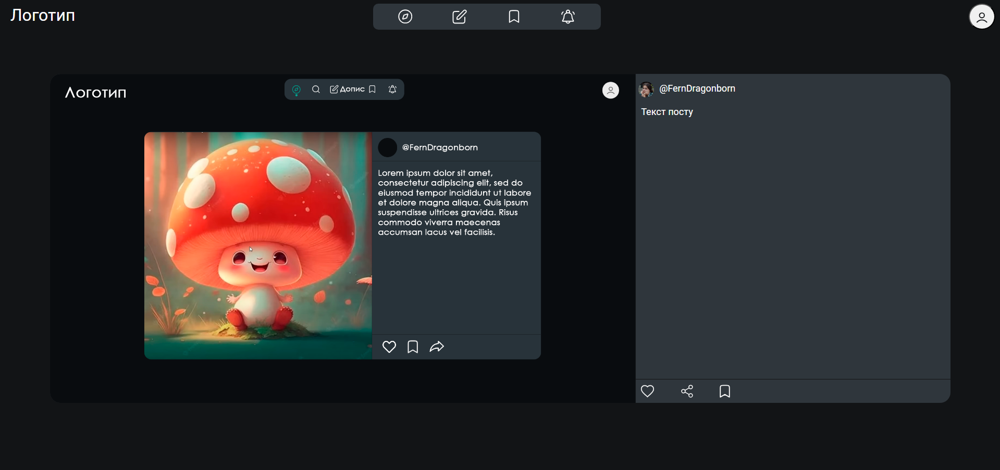 Логотип
Логотип
Допис
@FernDragonborn
Lorem ipsum dolor sit amet,
consectetur adipiscing elit, sed do
eiusmod tempor incididunt ut labore
et dolore magna aliqua. Quis ipsum
suspendisse ultrices gravida. Risus
commodo viverra maecenas
accumsan lacus vel facilisis.
@FernDragonborn
Текст посту